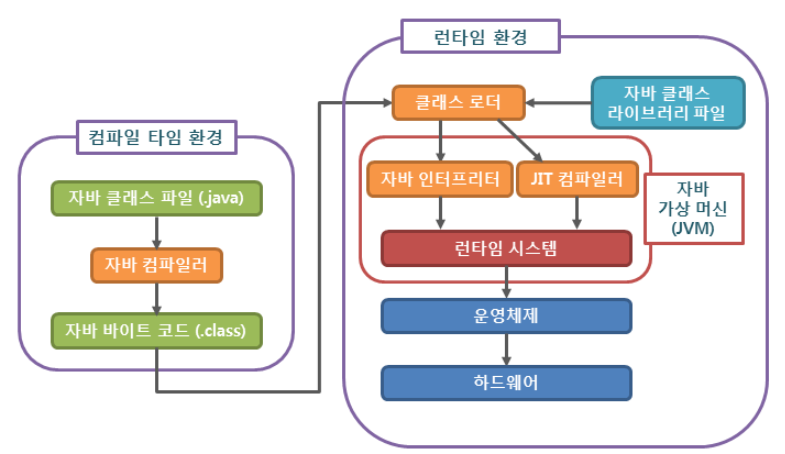 컴파일 타임 환경
자바 클래스 파일 (.java)
자바 컴파일러
자바 바이트 코드 (.class)
런타임 환경
클래스 로더
자바 클래스
라이브러리 파일
자바 인터프리터
JIT 컴파일러
자바
가상 머신
(JVM)
런타임 시스템
운영체제
하드웨어